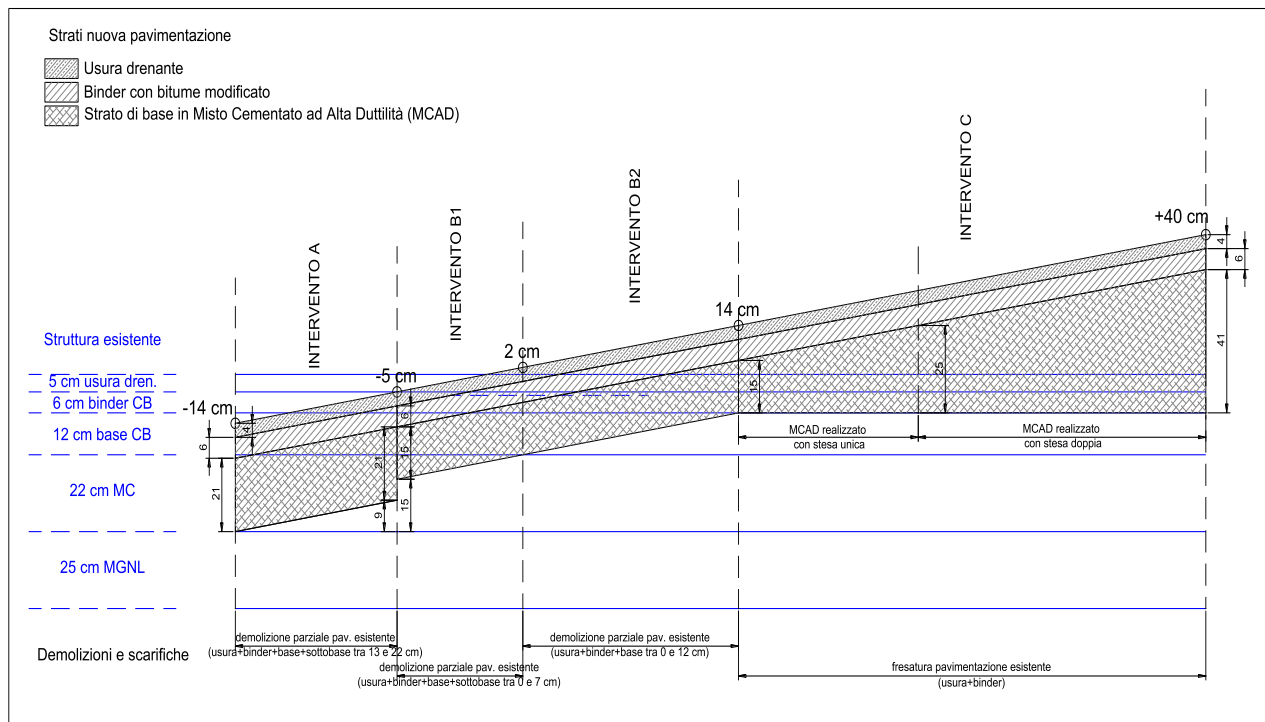 Strati nuova pavimentazione
Usura drenante
Binder con bitume modificato
Strato di base in Misto Cementato ad Alta Duttilità (MCAD)
INTERVENTO A
INTERVENTO B1
INTERVENTO B2
INTERVENTO C
-14 cm
-5 cm
2 cm
14 cm
+40 cm
Struttura esistente
5 cm usura dren.
6 cm binder CB
12 cm base CB
22 cm MC
25 cm MGNL
4
6
21
21
9
6
15
15
15
25
4
6
41
MCAD realizzato
con stesa unica
MCAD realizzato
con stesa doppia
Demolizioni e scarifiche
demolizione parziale pav. esistente
(usura+binder+base+sottobase tra 13 e 22 cm)
demolizione parziale pav. esistente
(usura+binder+base+sottobase tra 0 e 7 cm)
demolizione parziale pav. esistente
(usura+binder+base tra 0 e 12 cm)
fresatura pavimentazione esistente
(usura+binder)